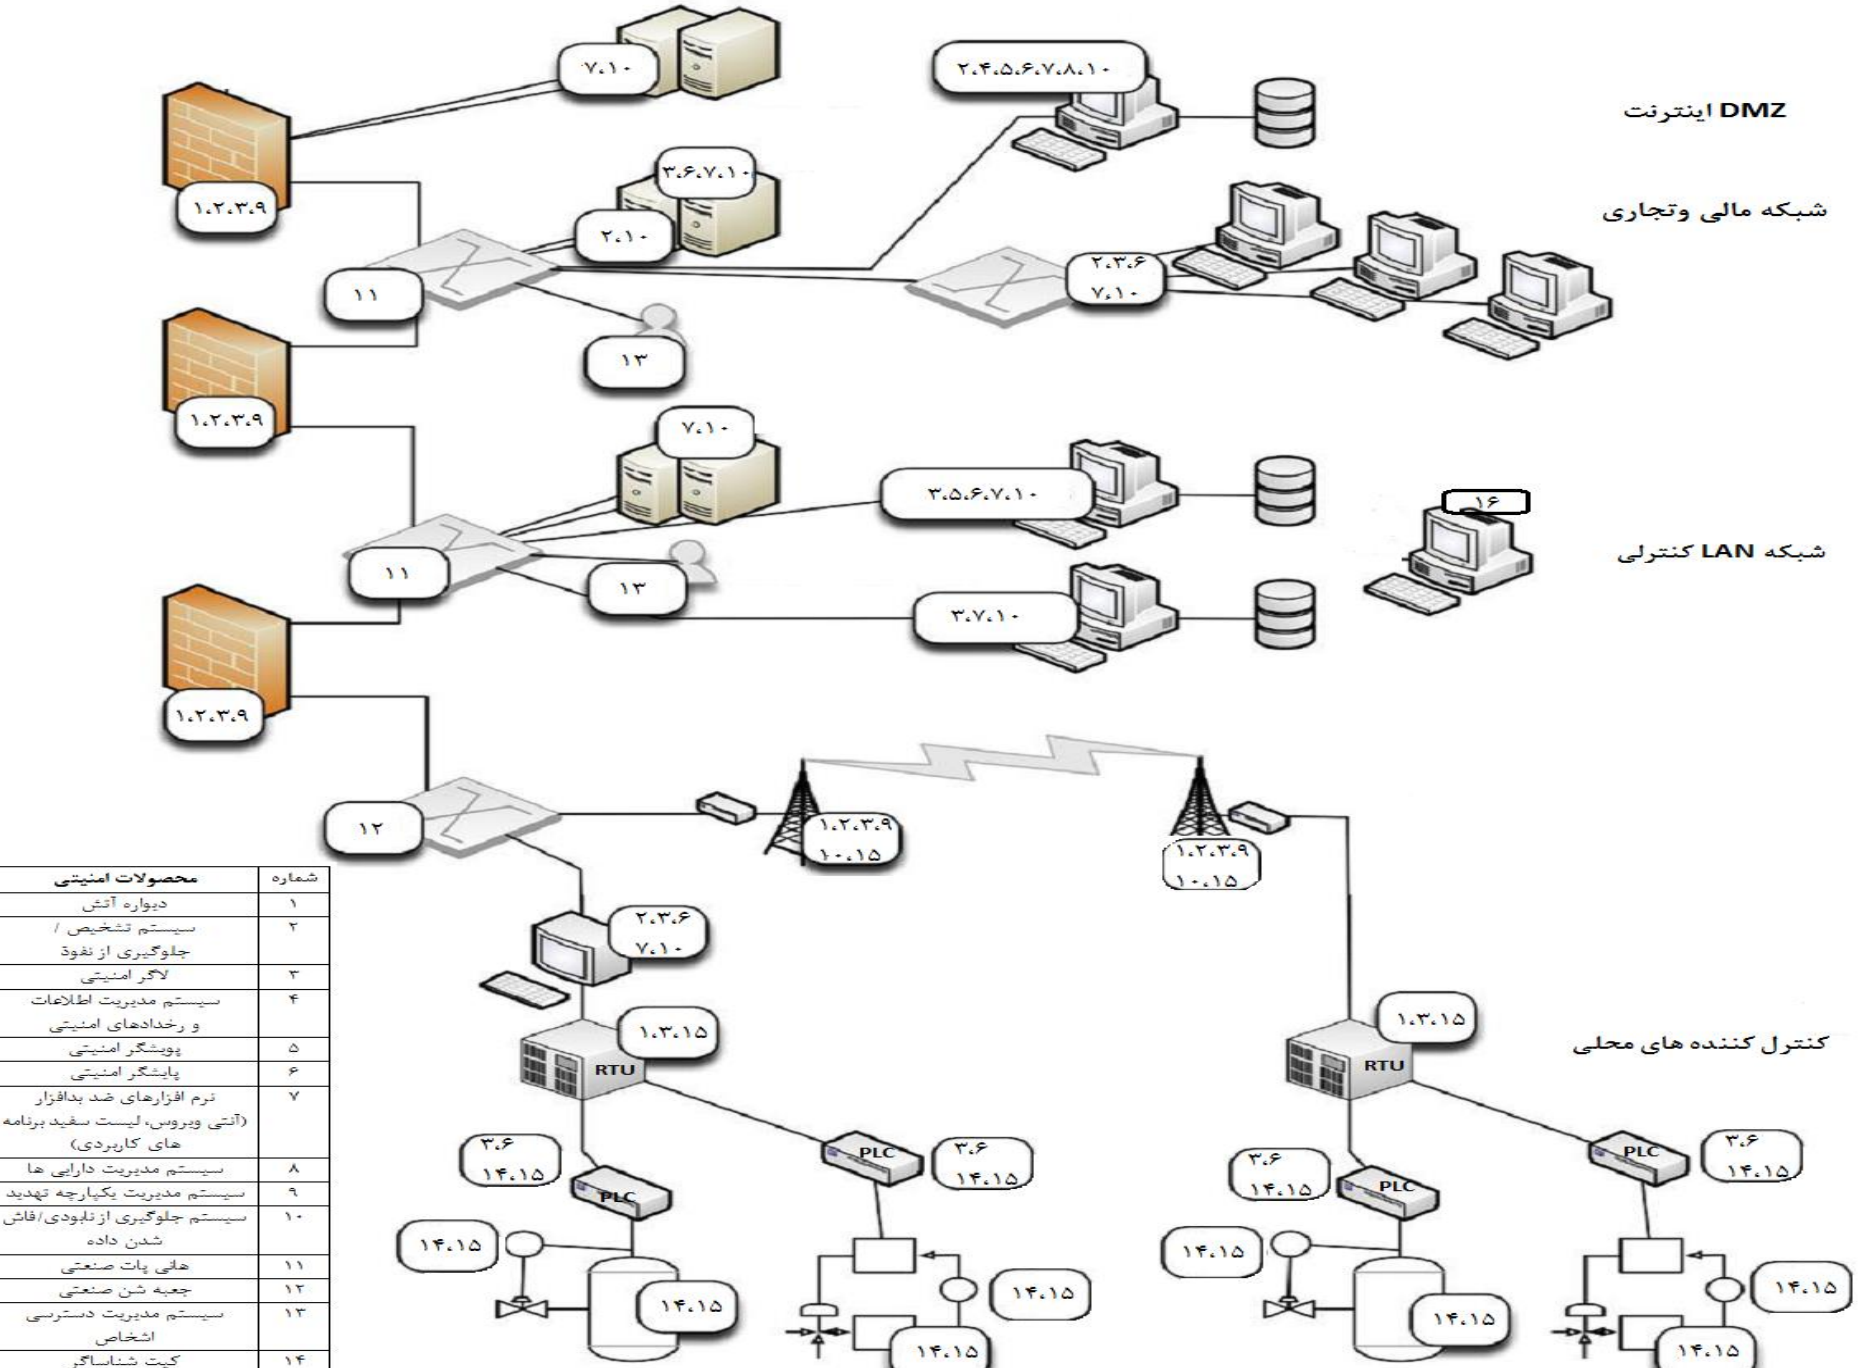 ۷،۱۰
۲،۴،۵،۶،۷،۸،۱۰
DMZ اینترنت
۱،۲،۳،۹
۳،۶،۷،۱۰
۲،۱۰
شبکه مالی وتجاری
۱۱
۲،۳،۶
۷،۱۰
۱۳
۱،۲،۳،۹
۷،۱۰
۳،۵،۶،۷،۱۰
۱۶
شبکه LAN کنترلی
۱۱
۱۳
۳،۷،۱۰
۱،۲،۳،۹
۱۲
۱،۲،۳،۹
۱۰،۱۵
۱،۲،۳،۹
۱۰،۱۵
۲،۳،۶
۷،۱۰
۱،۳،۱۵
RTU
۱،۳،۱۵
RTU
کنترل کننده های محلی
۳،۶
۱۴،۱۵
PLC
PLC
۳،۶
۱۴،۱۵
۳،۶
۱۴،۱۵
PLC
PLC
۳،۶
۱۴،۱۵
۱۴،۱۵
۱۴،۱۵
۱۴،۱۵
۱۴،۱۵
۱۴،۱۵
۱۴،۱۵
۱۴،۱۵
۱۴،۱۵
شماره محصولات امنیتی
۱ دیواره آتش
۲ سیستم تشخیص /
جلوگیری از نفوذ
۳ لاگر امنیتی
۴ سیستم مدیریت اطلاعات
و رخدادهای امنیتی
۵ پویشگر امنیتی
۶ پایشگر امنیتی
۷ نرم افزارهای ضد بدافزار
(آنتی ویروس، لیست سفید برنامه
های کاربردی)
۸ سیستم مدیریت دارایی ها
۹ سیستم مدیریت یکپارچه تهدید
۱۰ سیستم جلوگیری از نابودی/فاش
شدن داده
۱۱ هانی پات صنعتی
۱۲ جعبه شن صنعتی
۱۳ سیستم مدیریت دسترسی
اشخاص
۱۴ کیت شناساگر